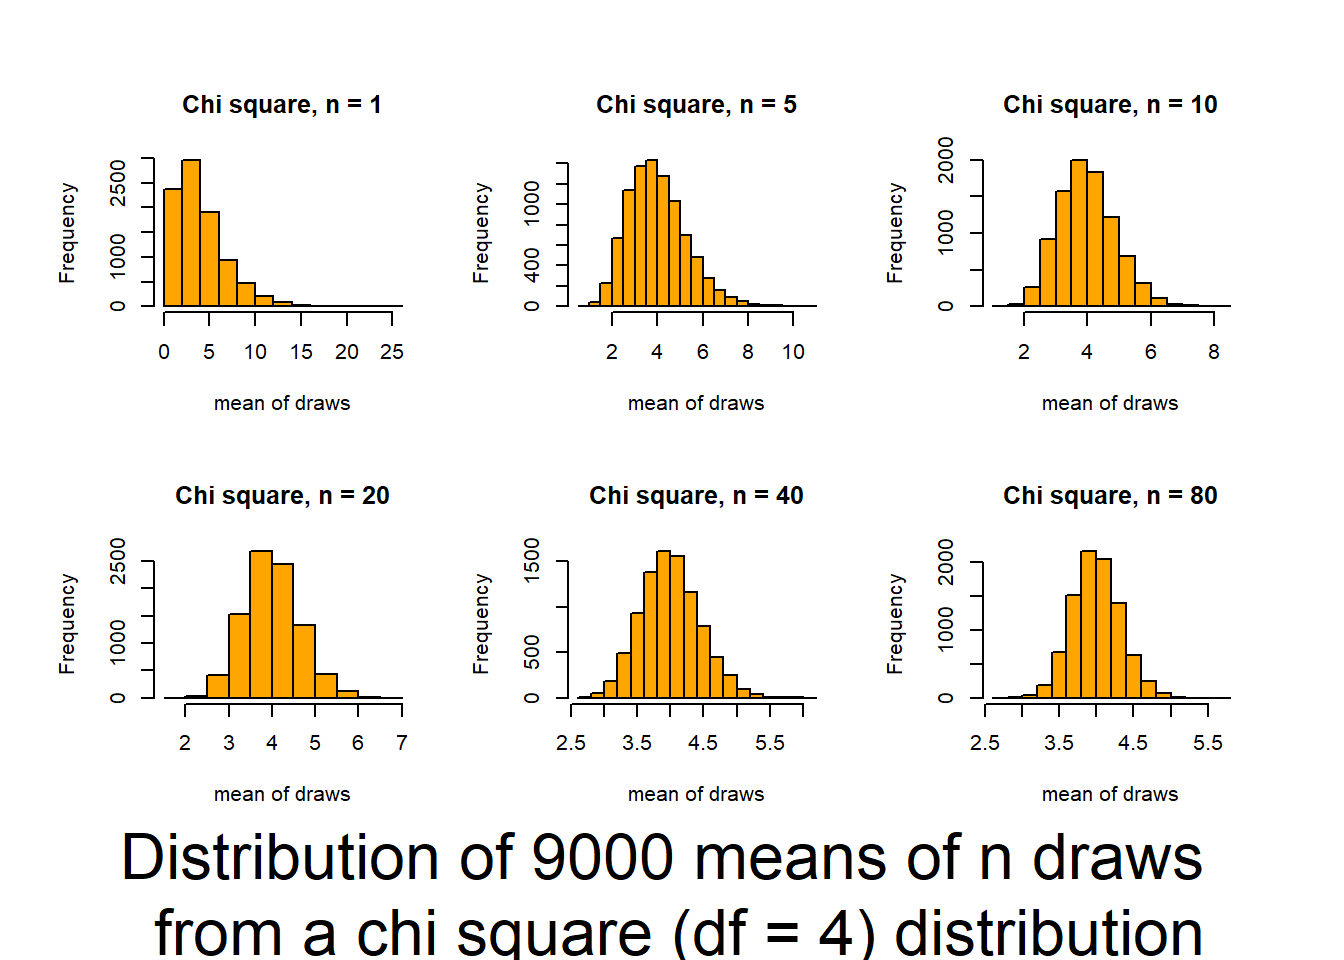 Chi square, n = 1
Frequency
0 1000 2500
0 5 10 15 20 25
mean of draws
Chi square, n = 5
Frequency
0 400 1000
2 4 6 8 10
mean of draws
Chi square, n = 10
Frequency
0 1000 2000
2 4 6 8
mean of draws
Chi square, n = 20
Frequency
0 1000 2500
2 3 4 5 6 7
mean of draws
Chi square, n = 40
Frequency
0 500 1500
2.5 3.5 4.5 5.5
mean of draws
Chi square, n = 80
Frequency
0 1000 2000
2.5 3.5 4.5 5.5
mean of draws
Distribution of 9000 means of n draws
from a chi square (df = 4) distribution